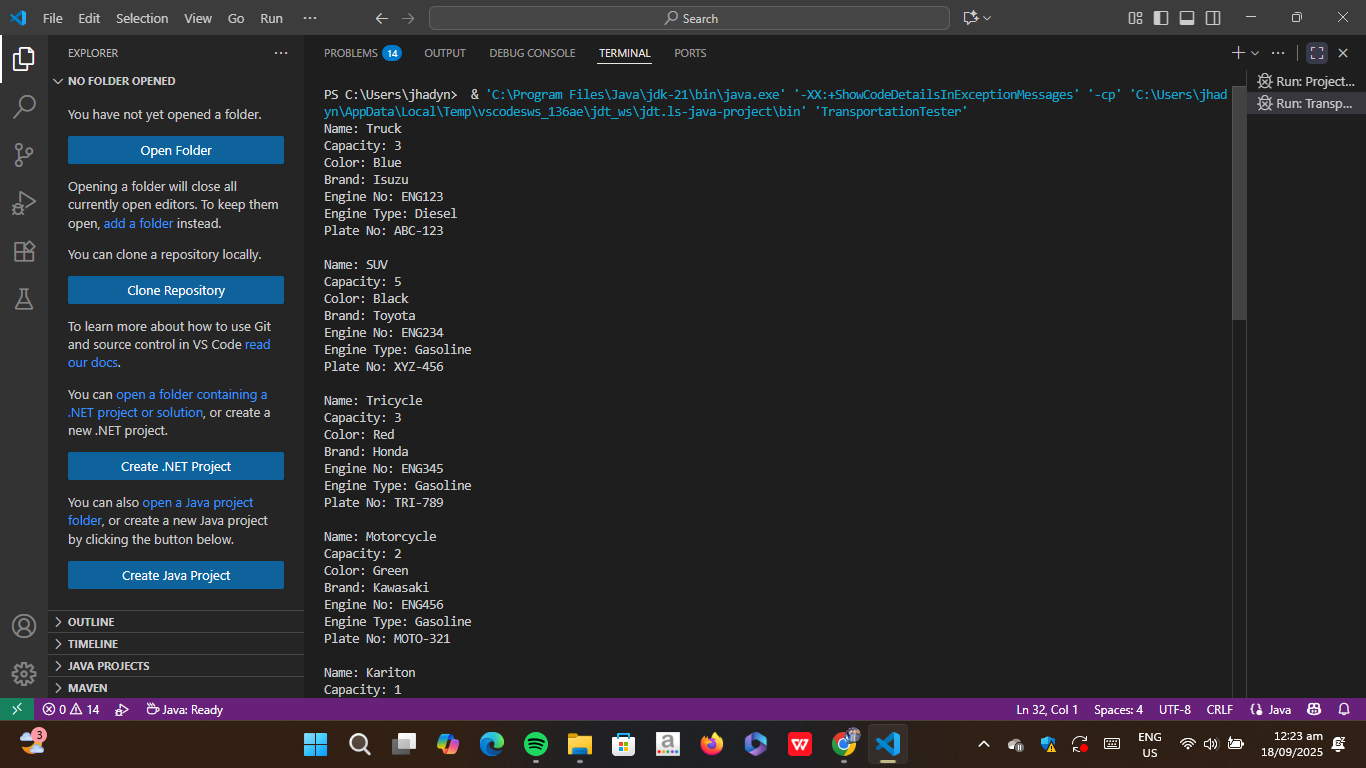 File Edit Selection View Go Run ···
Search
EXPLORER
NO FOLDER OPENED
You have not yet opened a folder.
Open Folder
Opening a folder will close all
currently open editors. To keep them
open, add a folder instead.
You can clone a repository locally.
Clone Repository
To learn more about how to use Git
and source control in VS Code read
our docs.
You can open a folder containing a
.NET project or solution, or create a
new .NET project.
Create .NET Project
You can also open a Java project
folder, or create a new Java project
by clicking the button below.
Create Java Project
OUTLINE
TIMELINE
JAVA PROJECTS
MAVEN
PROBLEMS 14 OUTPUT DEBUG CONSOLE TERMINAL PORTS
PS C:\Users\jhadyn> & 'C:\Program Files\Java\jdk-21\bin\java.exe' '-XX:+ShowCodeDetailsInExceptionMessages' '-cp' 'C:\Users\jhad
yn\AppData\Local\Temp\vscodesws_136ae\jdt_ws\jdt.ls-java-project\bin' 'TransportationTester'
Name: Truck
Capacity: 3
Color: Blue
Brand: Isuzu
Engine No: ENG123
Engine Type: Diesel
Plate No: ABC-123
Name: SUV
Capacity: 5
Color: Black
Brand: Toyota
Engine No: ENG234
Engine Type: Gasoline
Plate No: XYZ-456
Name: Tricycle
Capacity: 3
Color: Red
Brand: Honda
Engine No: ENG345
Engine Type: Gasoline
Plate No: TRI-789
Name: Motorcycle
Capacity: 2
Color: Green
Brand: Kawasaki
Engine No: ENG456
Engine Type: Gasoline
Plate No: MOTO-321
Name: Kariton
Capacity: 1
Run: Project...
Run: Transp...
0 14 Java: Ready
Ln 32, Col 1 Spaces: 4 UTF-8 CRLF Java
3
a
W
ENG
US
12:23 am
18/09/2025